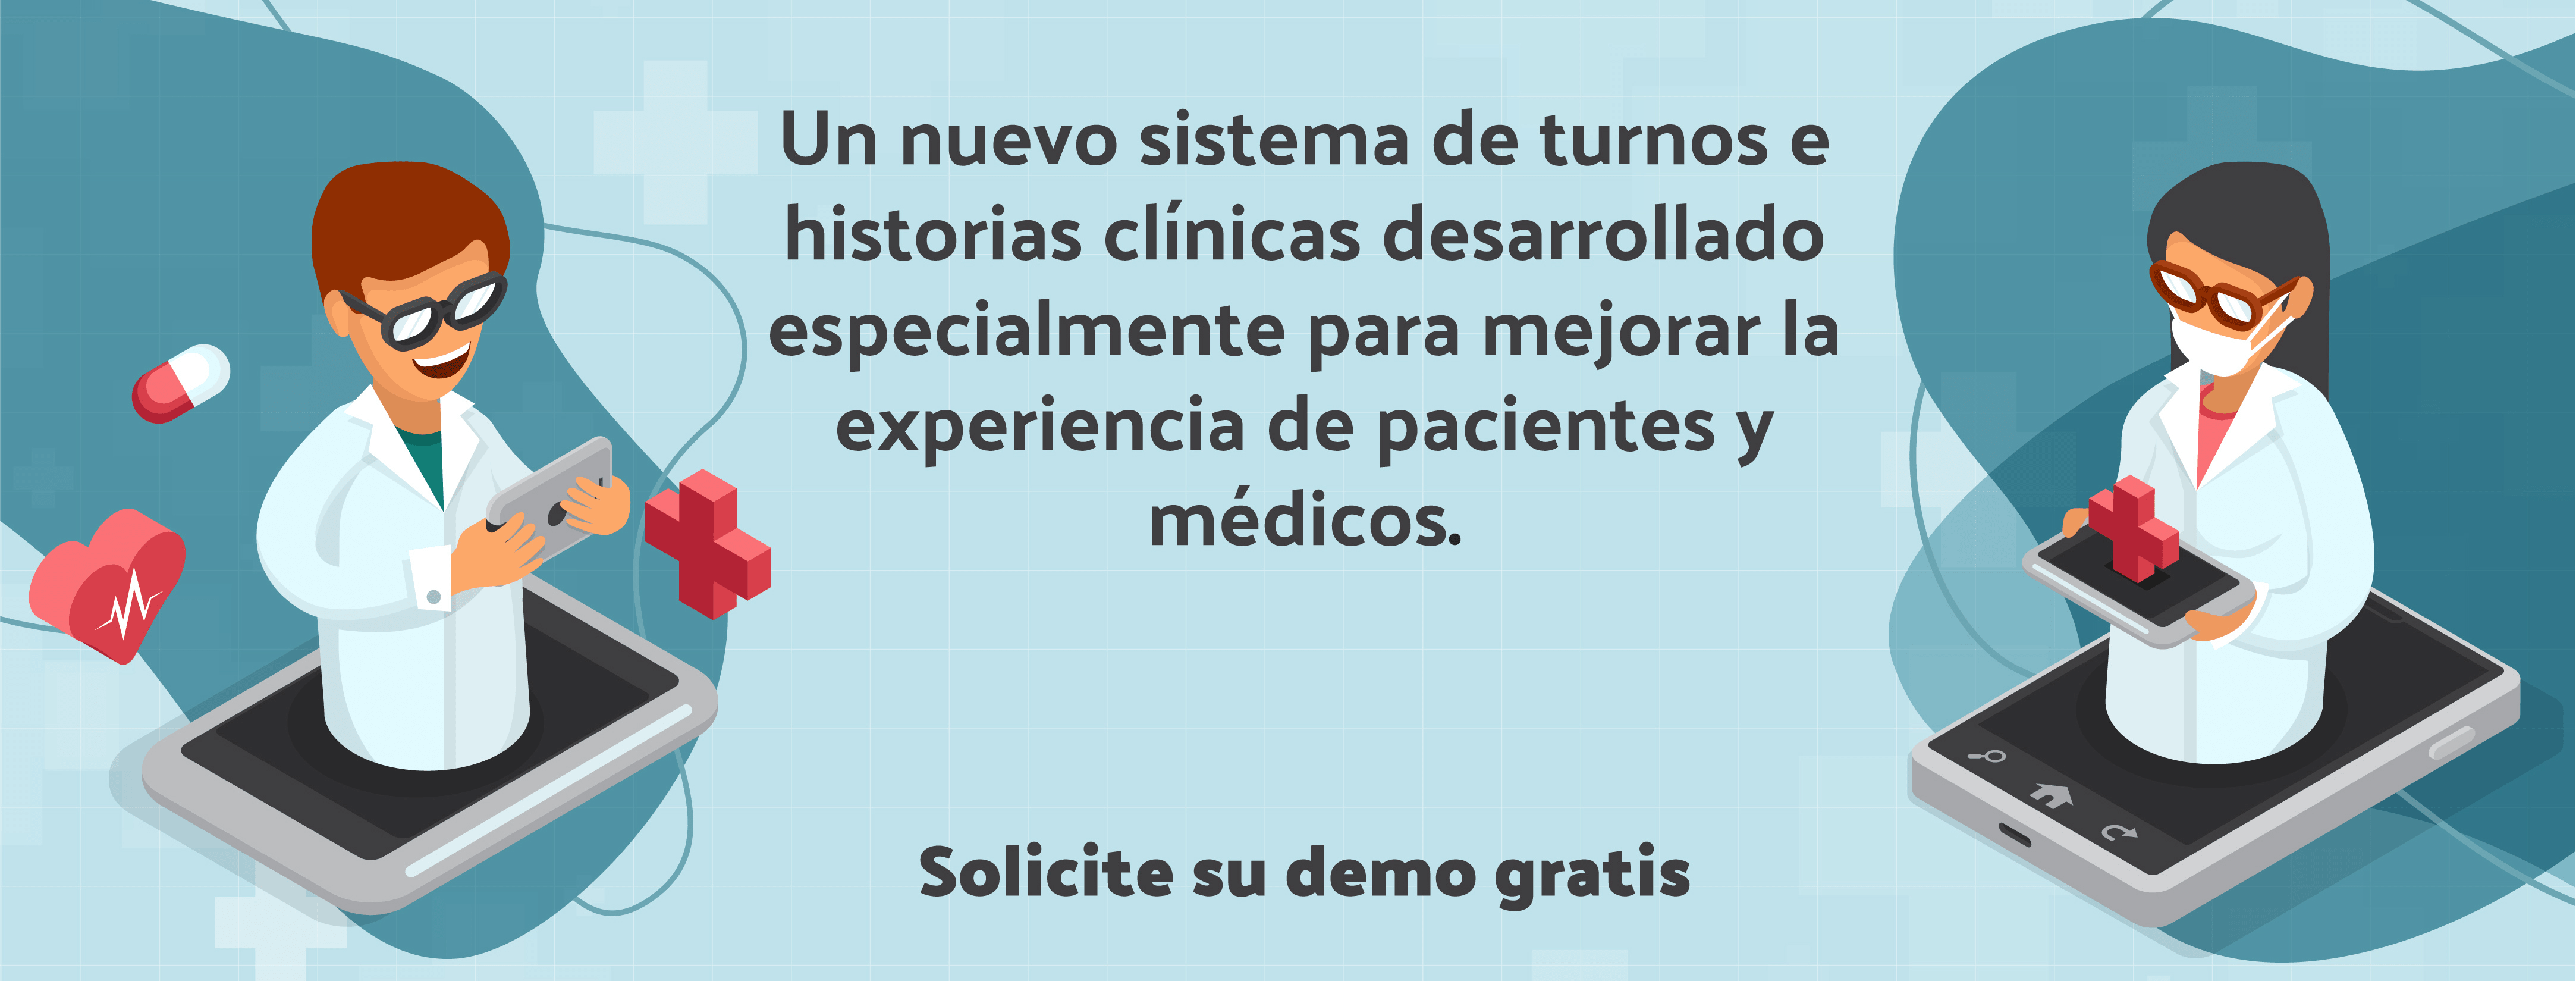 Un nuevo sistema de turnos e
historias clínicas desarrollado
especialmente para mejorar la
experiencia de pacientes y
médicos.
Solicite su demo gratis